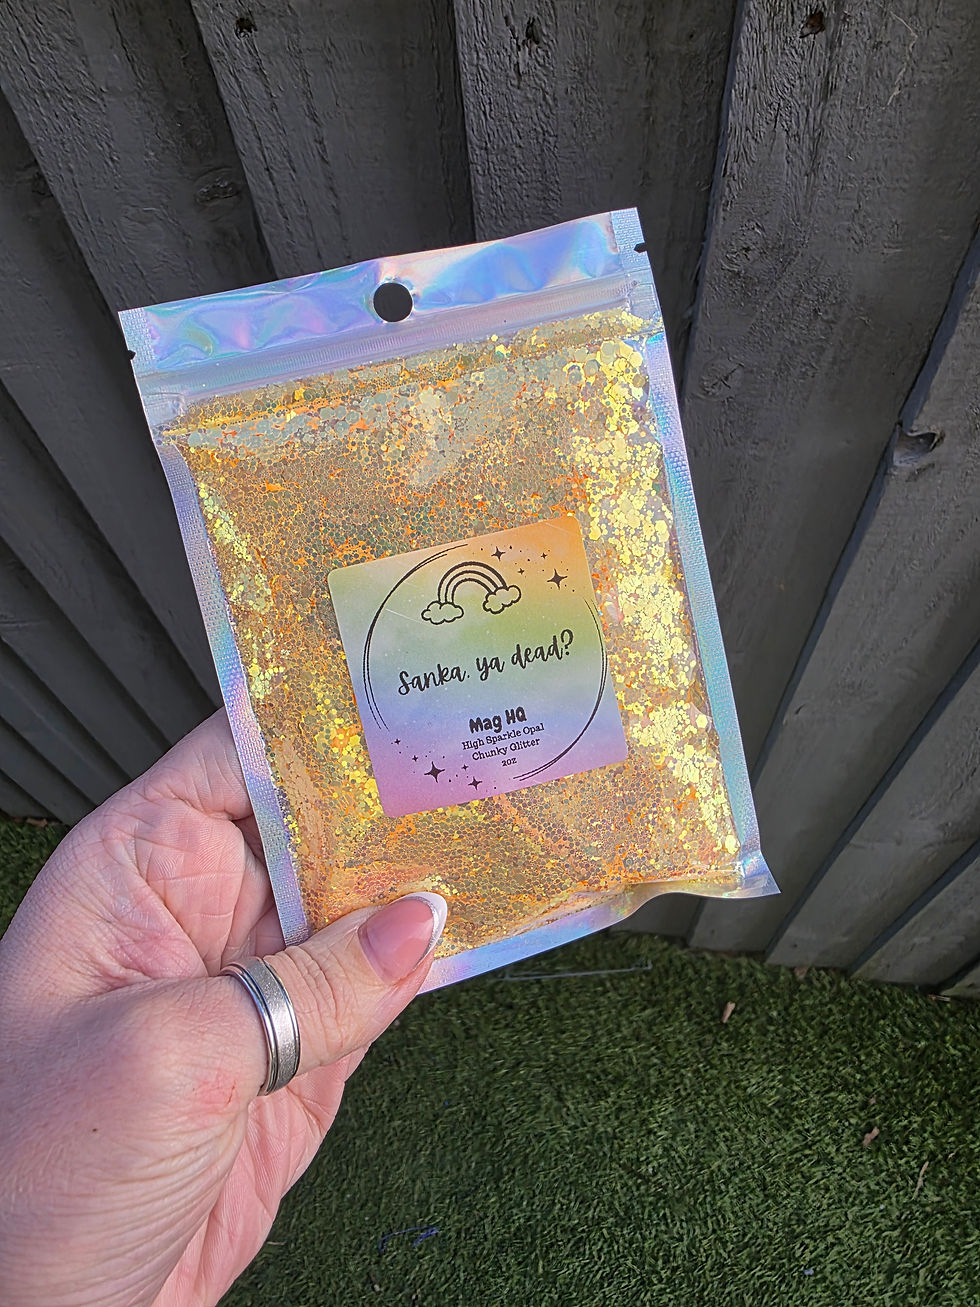 Sanka, ya dead?
Mag HQ
High Sparkle Opal
Chunky Glitter
2oz